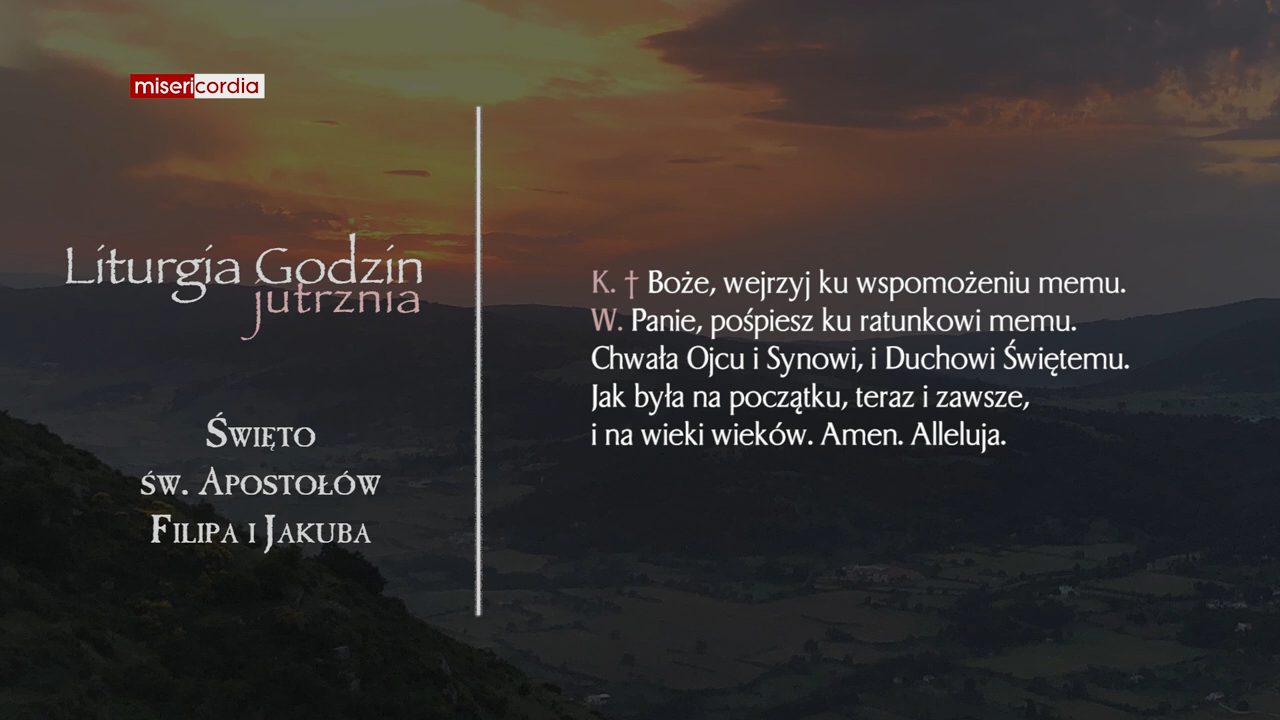 misericordia
Liturgia Godzin
jutrznia
Święto
św. Apostołów
Filipa i Jakuba
K. † Boże, wejrzyj ku wspomożeniu memu.
W. Panie, pośpiesz ku ratunkowi memu.
Chwała Ojcu i Synowi, i Duchowi Świętemu.
Jak była na początku, teraz i zawsze,
i na wieki wieków. Amen. Alleluja.